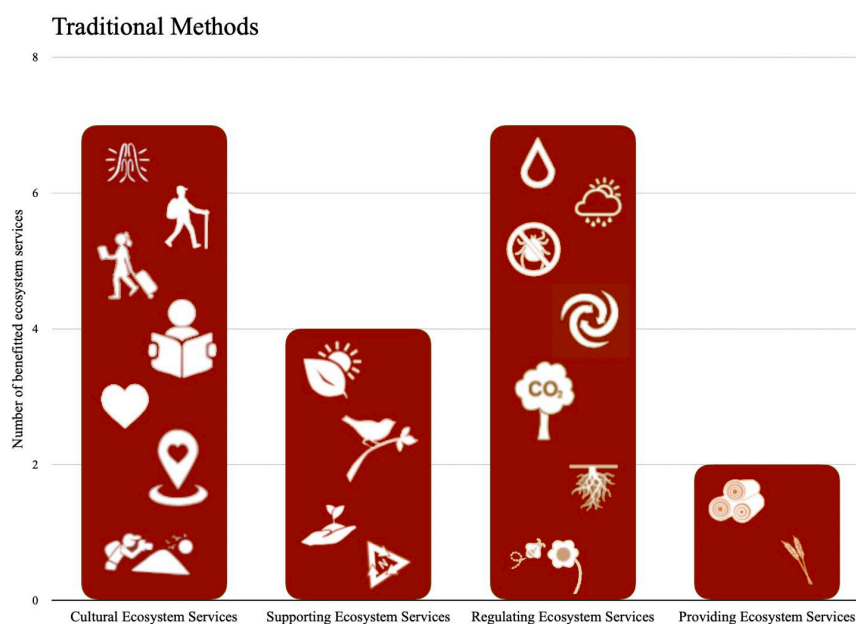 Traditional Methods
8
6
4
2
0
Number of benefitted ecosystem services
CO₂
N
Cultural Ecosystem Services
Supporting Ecosystem Services
Regulating Ecosystem Services
Providing Ecosystem Services